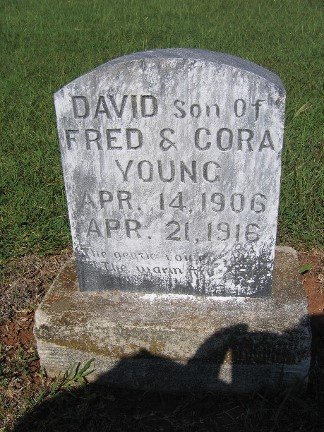 DAVID Son Of
FRED & CORA
YOUNG
APR. 14, 1906
APR. 21, 1916
The gentle
The warm